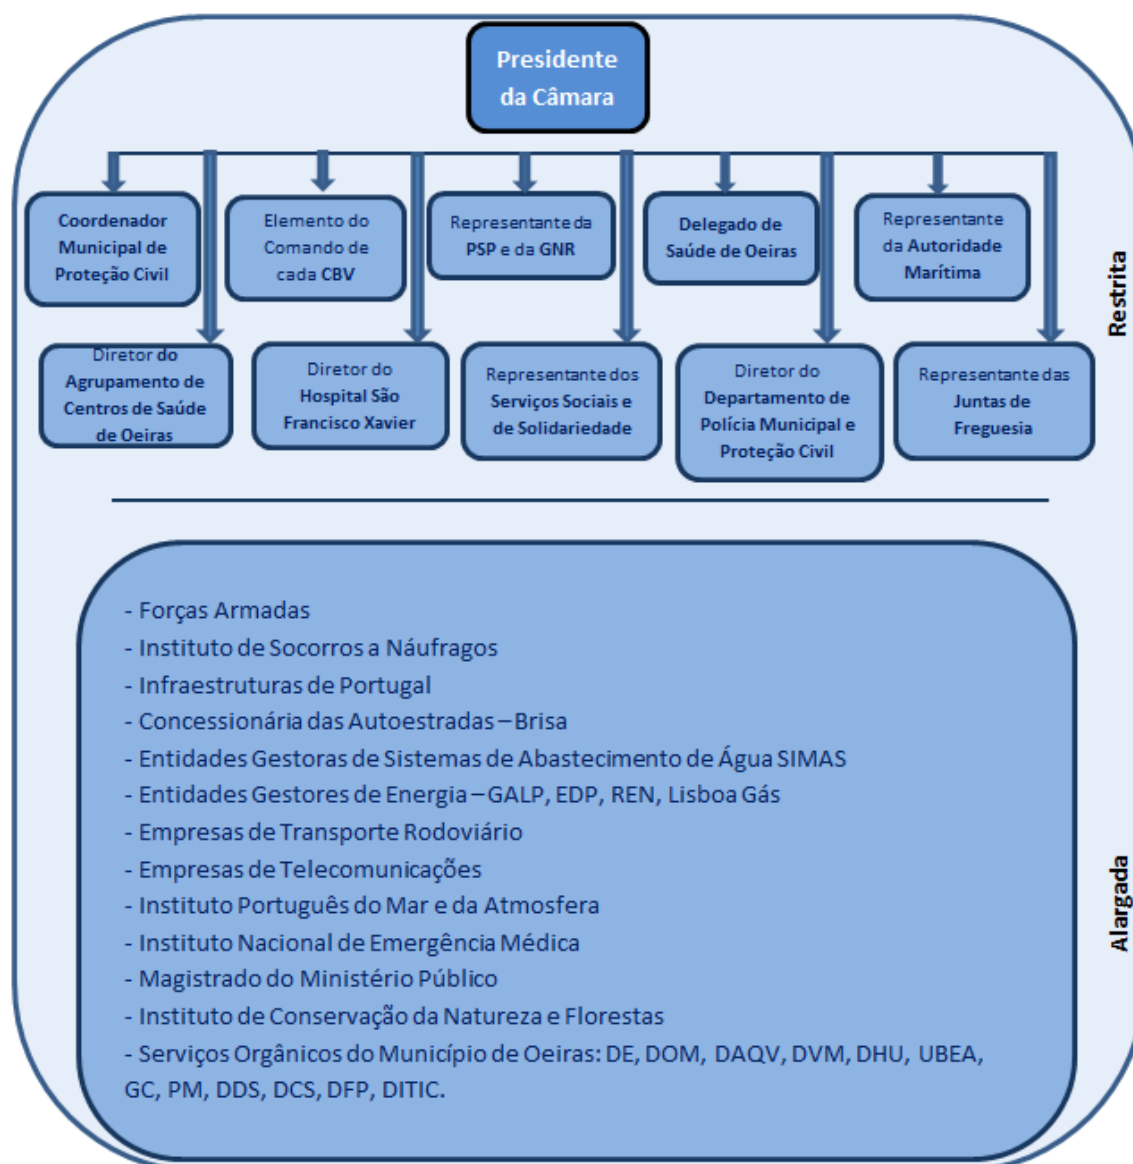 Presidente
da Câmara
Coordenador
Municipal de
Proteção Civil
Elemento do
Comando de
cada CBV
Representante da
PSP e da GNR
Delegado de
Saúde de Oeiras
Representante
da Autoridade
Marítima
Restrita
Diretor do
Agrupamento de
Centros de Saúde
de Oeiras
Diretor do
Hospital São
Francisco Xavier
Representante dos
Serviços Sociais e
de Solidariedade
Diretor do
Departamento de
Polícia Municipal e
Proteção Civil
Representante das
Juntas de
Freguesia
- Forças Armadas
- Instituto de Socorros a Náufragos
- Infraestruturas de Portugal
- Concessionária das Autoestradas – Brisa
- Entidades Gestoras de Sistemas de Abastecimento de Água SIMAS
- Entidades Gestores de Energia – GALP, EDP, REN, Lisboa Gás
- Empresas de Transporte Rodoviário
- Empresas de Telecomunicações
- Instituto Português do Mar e da Atmosfera
- Instituto Nacional de Emergência Médica
- Magistrado do Ministério Público
- Instituto de Conservação da Natureza e Florestas
- Serviços Orgânicos do Município de Oeiras: DE, DOM, DAQV, DVM, DHU, UBEA,
GC, PM, DDS, DCS, DFP, DITIC.
Alargada